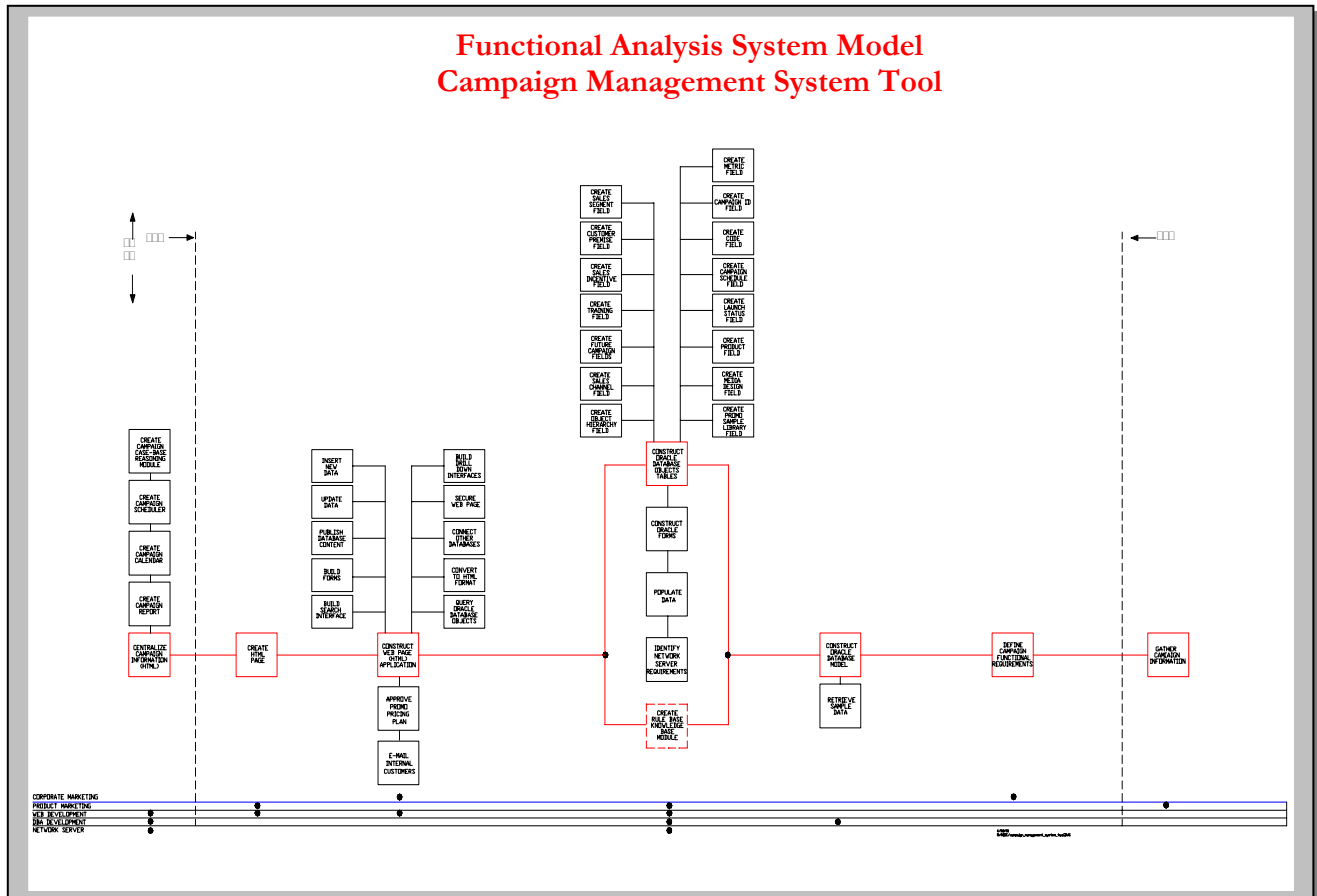 Functional Analysis System Model
Campaign Management System Tool
CREATE
METRIC
FIELD
CREATE
SALES
SEGMENT
FIELD
CREATE
CAMPAIGN ID
FIELD
CREATE
CUSTOMER
PREMISE FIELD
CREATE
CODE
FIELD
CREATE
SALES
INCENTIVE
FIELD
CREATE
CAMPAIGN
SCHEDULE
FIELD
CREATE
TRAINING
FIELD
CREATE
LAUNCH
STATUS
FIELD
CREATE
FUTURE
CAMPAIGN
FIELDS
CREATE
PRODUCT
FIELD
CREATE
SALES
CHANNEL
FIELD
CREATE
MEIDA
DESIGN
FIELD
CREATE
OBJECT
HIERARCHY
FIELD
CREATE
PROMO
SAMPLE
LIBRARY
FIELD
CREATE
CAMPAIGN
CASE-BASE
REASONING
MODULE
CREATE
CAMPAIGN
SCHEDULER
CREATE
CAMPAIGN
CALENDAR
CREATE
CAMPAIGN
REPORT
INSERT
NEW
DATA
BUILD
DRILL
DOWN
INTERFACES
UPDATE
DATA
SECURE
WEB PAGE
PUBLISH
DATABASE
CONTENT
CONNECT
OTHER
DATABASES
BUILD
FORMS
CONVERT
TO HTML
FORMAT
BUILD
SEARCH
INTERFACE
QUERY
ORACLE
DATABASE
OBJECTS
CONSTRUCT
ORACLE
DATABASE
OBJECTS
TABLES
CONSTRUCT
ORACLE
FORMS
POPULATE
DATA
IDENTIFY
NETWORK
SERVER
REQUIREMENTS
CENTRALIZE
CAMPAIGN
INFORMATION
(HTML)
CREATE
HTML
PAGE
CONSTRUCT
WEB PAGE
(HTML)
APPLICATION
CONSTRUCT
ORACLE
DATABASE
MODEL
DEFINE
CAMPAIGN
FUNCTIONAL
REQUIREMENTS
GATHER
CAMAIGN
INFORMATION
APPROVE
PROMO
PRICING
PLAN
E-MAIL
INTERNAL
CUSTOMERS
CREATE
RULE BASE
KNOWLEDGE
BASE
MODULE
RETRIEVE
SAMPLE
DATA
CORPORATE MARKETING
PRODUCT MARKETING
WEB DEVELOPMENT
DBA DEVELOPMENT
NETWORK SERVER